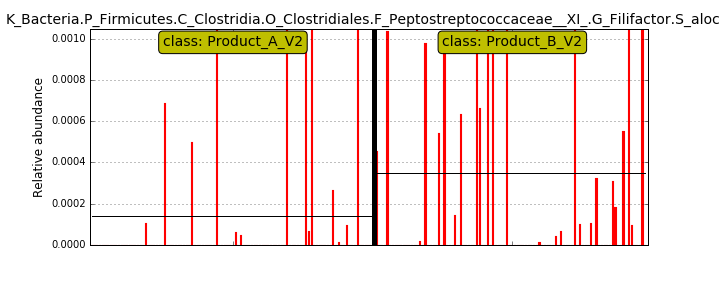 K_Bacteria.P_Firmicutes.C_Clostridia.O_Clostridiales.F_Peptostreptococcaceae__XI_.G_Filifactor.S_aloc
class: Product_A_V2
class: Product_B_V2
Relative abundance
0.0010
0.0008
0.0006
0.0004
0.0002
0.0000